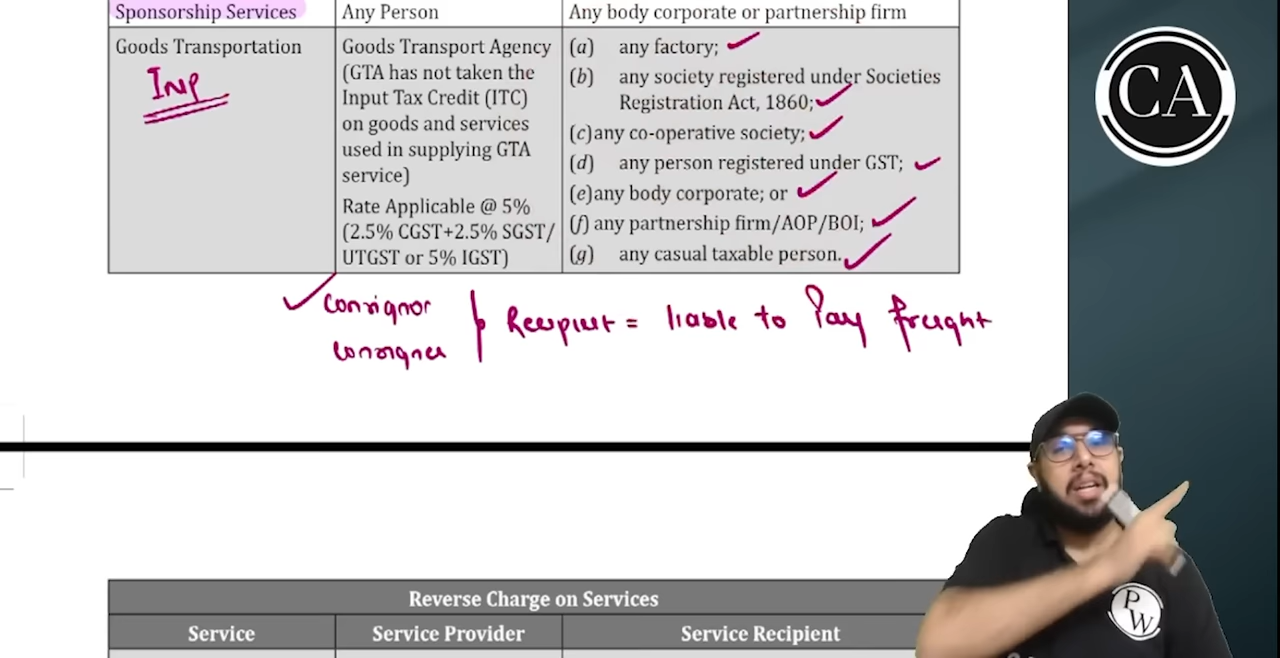 Sponsorship Services
Any Person
Any body corporate or partnership firm
Goods Transportation
Inp
Goods Transport Agency
(GTA has not taken the
Input Tax Credit (ITC)
on goods and services
used in supplying GTA
service)
Rate Applicable @ 5%
(2.5% CGST+2.5% SGST/
UTGST or 5% IGST)
(a) any factory;
(b) any society registered under Societies
Registration Act, 1860;
(c) any co-operative society;
(d) any person registered under GST;
(e) any body corporate; or
(f) any partnership firm/AOP/BOI;
(g) any casual taxable person.
consignor
consignee
Recipient = liable to Pay freight
CA
Reverse Charge on Services
Service
Service Provider
Service Recipient
PW